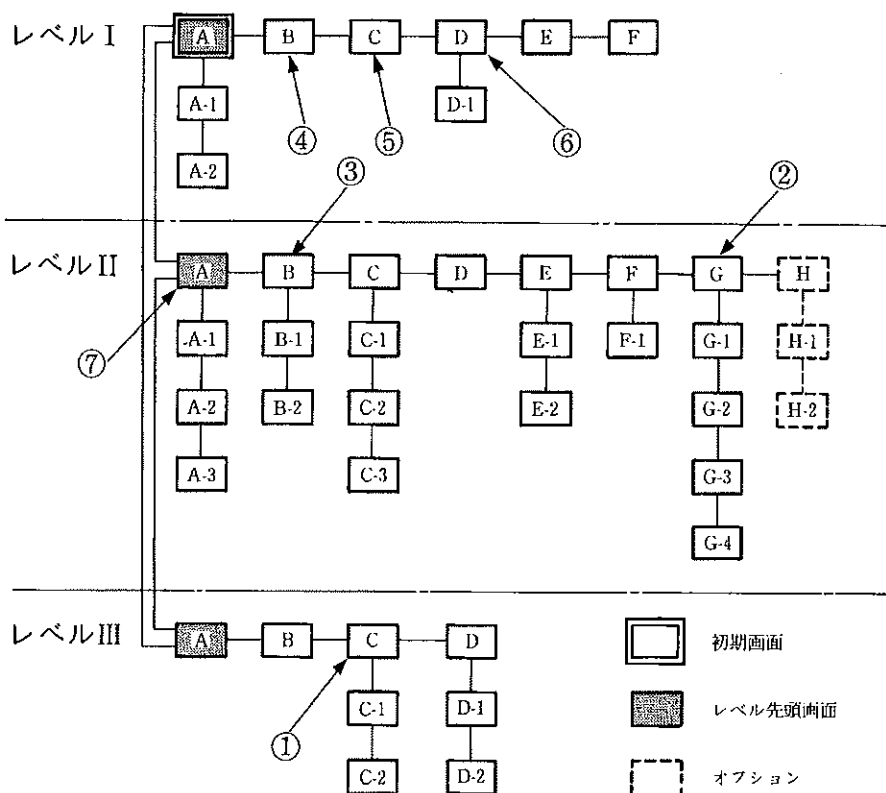 レベルⅠ
A B C D E F
A-1 D-1
④ ⑤ ⑥
A-2
③ ②
レベルⅡ
A B C D E F G H
⑦
A-1 B-1 C-1 E-1 F-1 G-1 H-1
A-2 B-2 C-2 E-2 G-2 H-2
A-3 C-3 G-3
G-4
レベルⅢ
A B C D
初期画面
①
C-1 D-1
レベル先頭画面
C-2 D-2
オプション